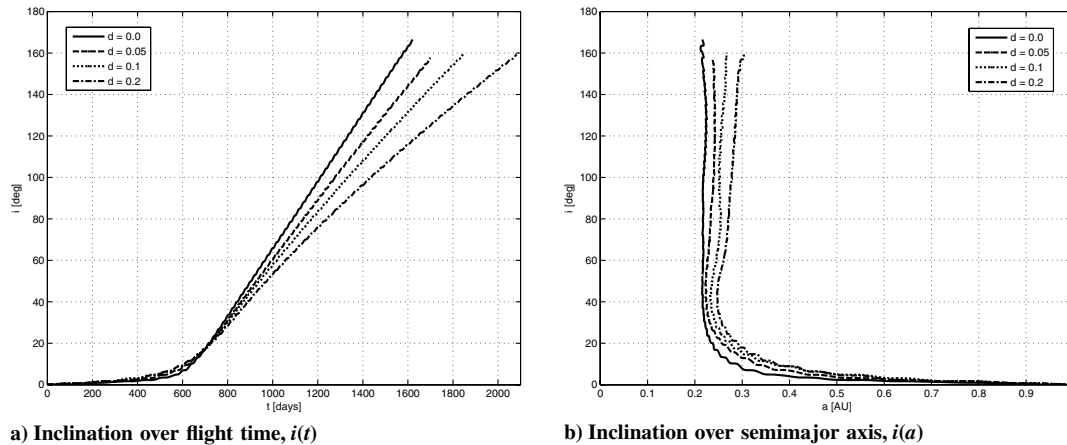 180
160
140
120
100
80
60
40
20
0
i [deg]
d = 0.0
d = 0.05
d = 0.1
d = 0.2
0 200 400 600 800 1000 1200 1400 1600 1800 2000
t [days]
a) Inclination over flight time, i(t)
180
160
140
120
100
80
60
40
20
0
i [deg]
d = 0.0
d = 0.05
d = 0.1
d = 0.2
0 0.1 0.2 0.3 0.4 0.5 0.6 0.7 0.8 0.9
a [AU]
b) Inclination over semimajor axis, i(a)